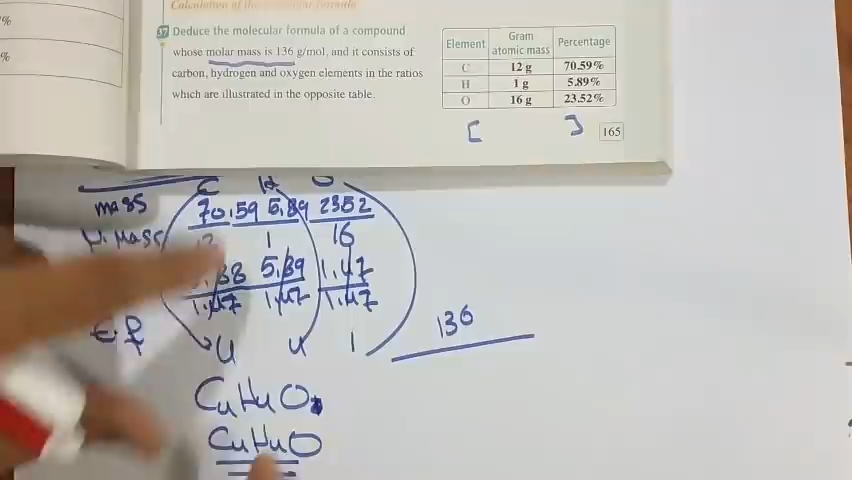 Calculation of the molecular formula
%
%
37 Deduce the molecular formula of a compound
whose molar mass is 136 g/mol, and it consists of
carbon, hydrogen and oxygen elements in the ratios
which are illustrated in the opposite table.
Element Gram atomic mass Percentage
C 12 g 70.59%
H 1 g 5.89%
O 16 g 23.52%
[ ]
165
C H O
mass 70.59 5.89 2352
M.Mass 12 1 16
5.88 5.89 1.47
1.47 1.47 1.47
E.f 4 4 1
136
C4H4O
C4H4O